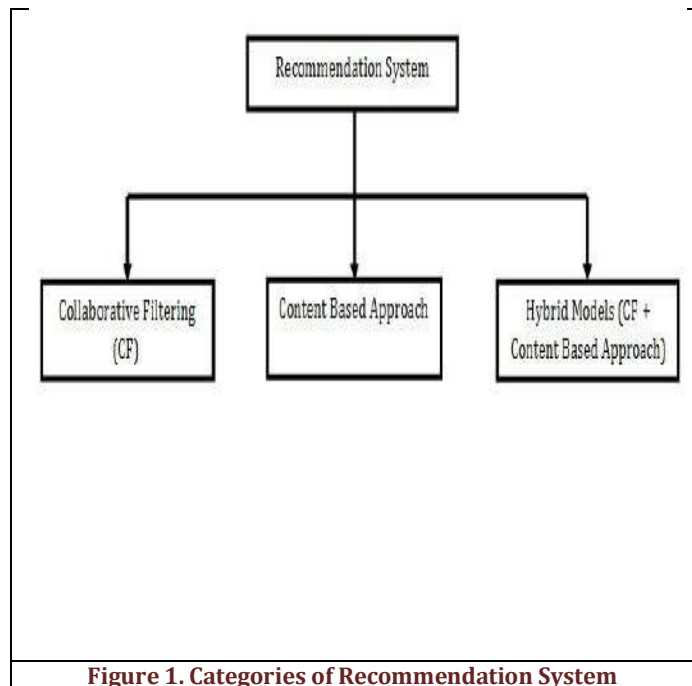 Recommendation System
Collaborative Filtering
(CF)
Content Based Approach
Hybrid Models (CF +
Content Based Approach)
Figure 1. Categories of Recommendation System